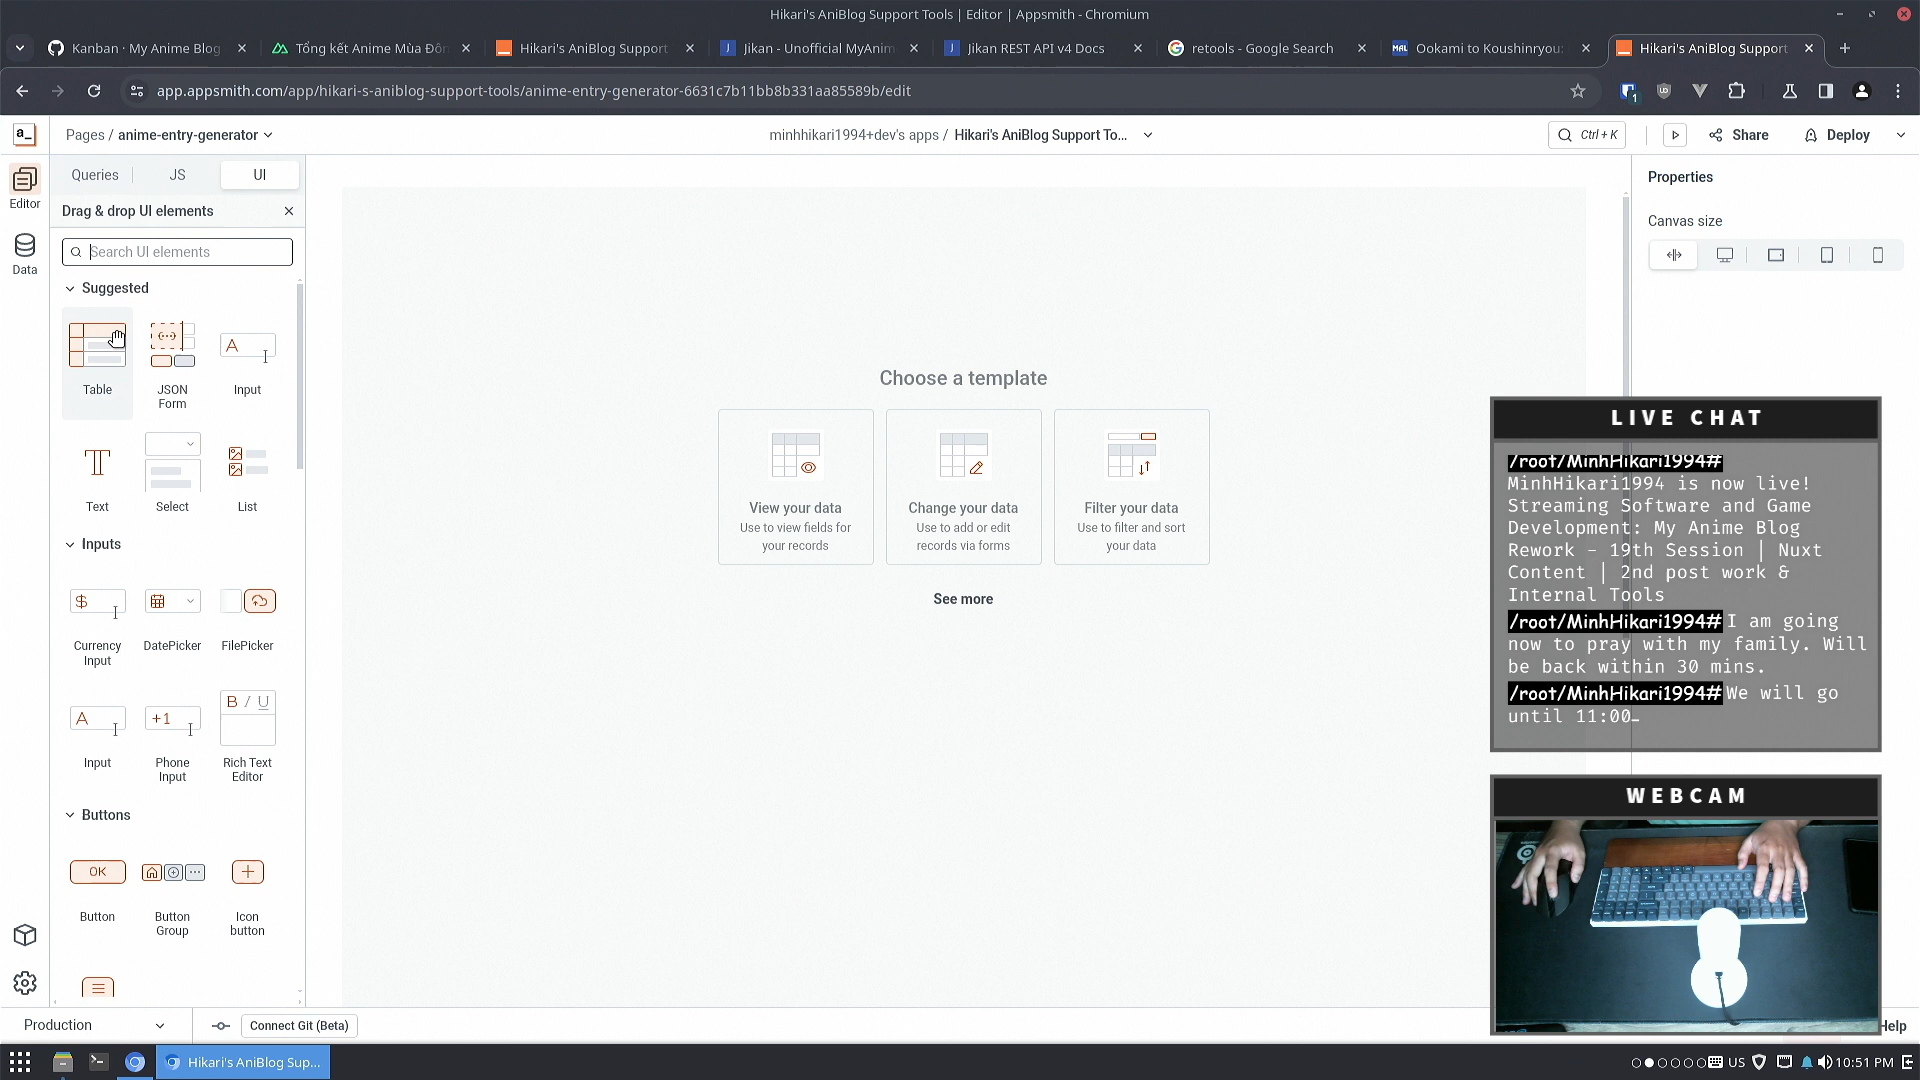 Hikari's AniBlog Support Tools | Editor | Appsmith - Chromium
Kanban · My Anime Blog
Tổng kết Anime Mùa Đôn
Hikari's AniBlog Support
Jikan - Unofficial MyAnim
Jikan REST API v4 Docs
retools - Google Search
MAL
Ookami to Koushinryou:
Hikari's AniBlog Support
app.appsmith.com/app/hikari-s-aniblog-support-tools/anime-entry-generator-6631c7b11bb8b331aa85589b/edit
1
a_
Pages / anime-entry-generator
minhhikari1994+dev's apps / Hikari's AniBlog Support To...
Ctrl + K
Share
Deploy
Editor
Data
Queries
JS
UI
Drag & drop UI elements
Search UI elements
Suggested
Table
JSON
Form
Input
Text
Select
List
Inputs
Currency
Input
DatePicker
FilePicker
Input
Phone
Input
Rich Text
Editor
Buttons
OK
Button
Button
Group
Icon
button
Choose a template
View your data
Use to view fields for
your records
Change your data
Use to add or edit
records via forms
Filter your data
Use to filter and sort
your data
See more
Properties
Canvas size
LIVE CHAT
/root/MinhHikari1994#
MinhHikari1994 is now live!
Streaming Software and Game
Development: My Anime Blog
Rework - 19th Session | Nuxt
Content | 2nd post work &
Internal Tools
/root/MinhHikari1994# I am going
now to pray with my family. Will
be back within 30 mins.
/root/MinhHikari1994# We will go
until 11:00
WEBCAM
Production
Connect Git (Beta)
Help
Hikari's AniBlog Sup...
US
10:51 PM